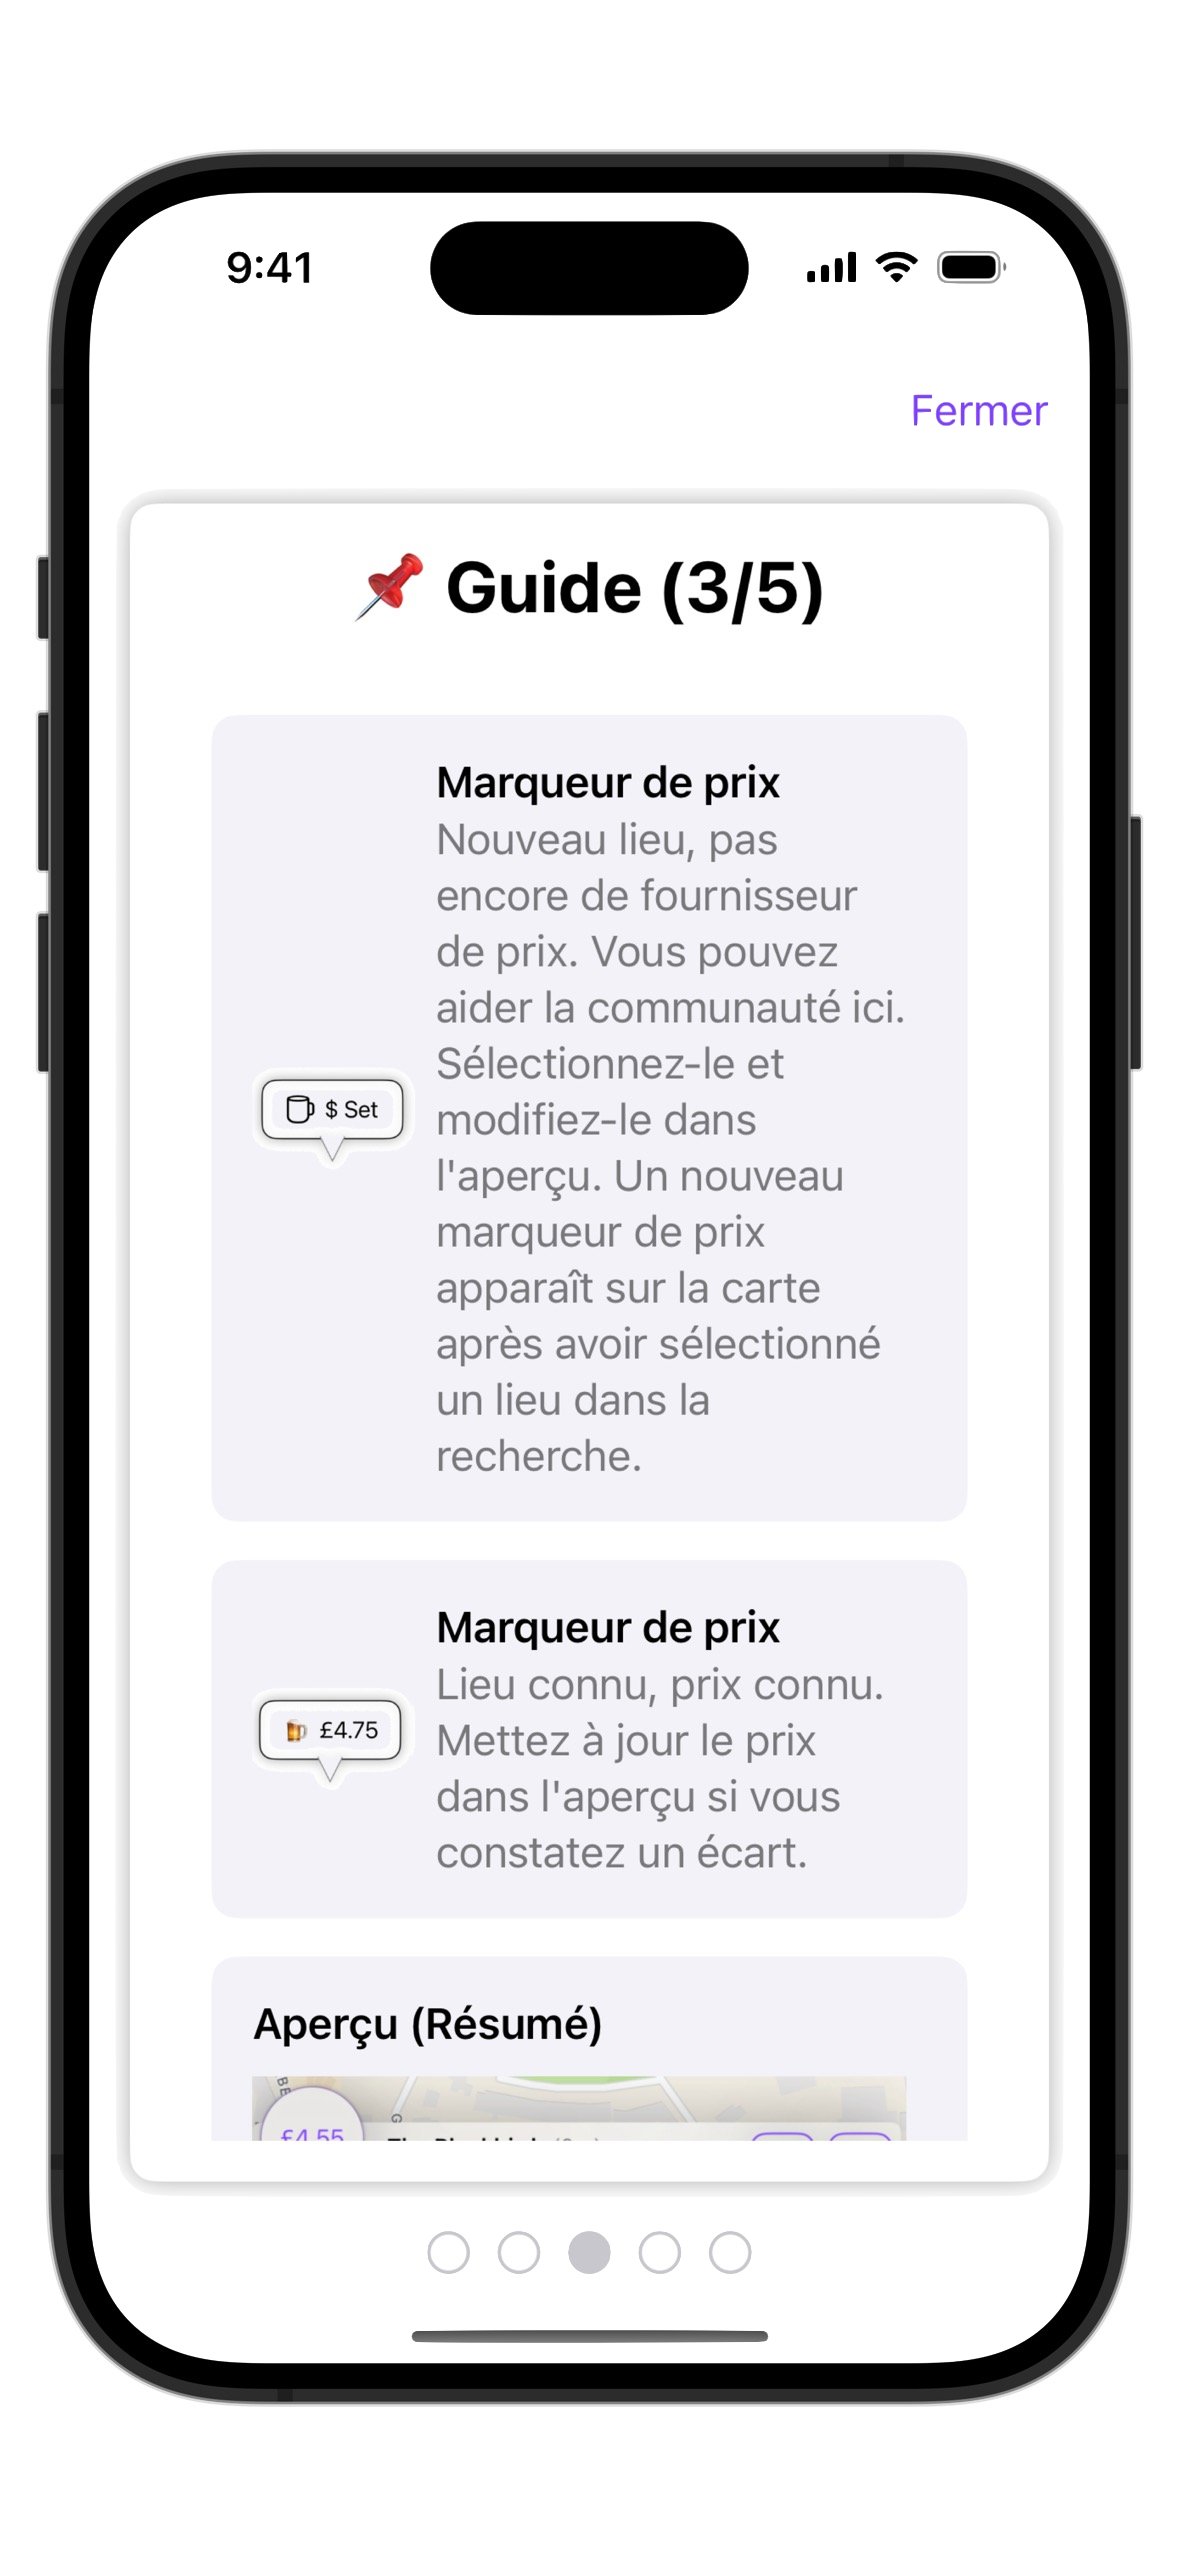 9:41
Fermer
Guide (3/5)
Marqueur de prix
Nouveau lieu, pas
encore de fournisseur
de prix. Vous pouvez
aider la communauté ici.
Sélectionnez-le et
modifiez-le dans
l'aperçu. Un nouveau
marqueur de prix
apparaît sur la carte
après avoir sélectionné
un lieu dans la
recherche.
$ Set
Marqueur de prix
Lieu connu, prix connu.
Mettez à jour le prix
dans l'aperçu si vous
constatez un écart.
£4.75
Aperçu (Résumé)
£4.55